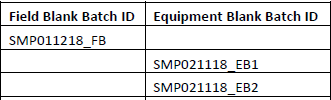 Field Blank Batch ID Equipment Blank Batch ID
SMP011218_FB
SMP021118_EB1
SMP021118_EB2